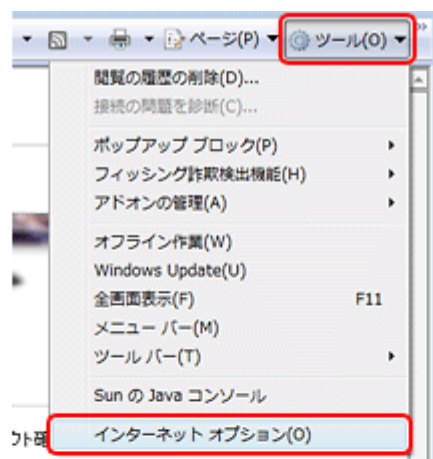 ページ(P) ツール(O)
閲覧の履歴の削除(D)...
接続の問題を診断(C)...
ポップアップ ブロック(P)
フィッシング詐欺検出機能(H)
アドオンの管理(A)
オフライン作業(W)
Windows Update(U)
全画面表示(F) F11
メニュー バー(M)
ツール バー(T)
Sun の Java コンソール
インターネット オプション(O)
ウト確